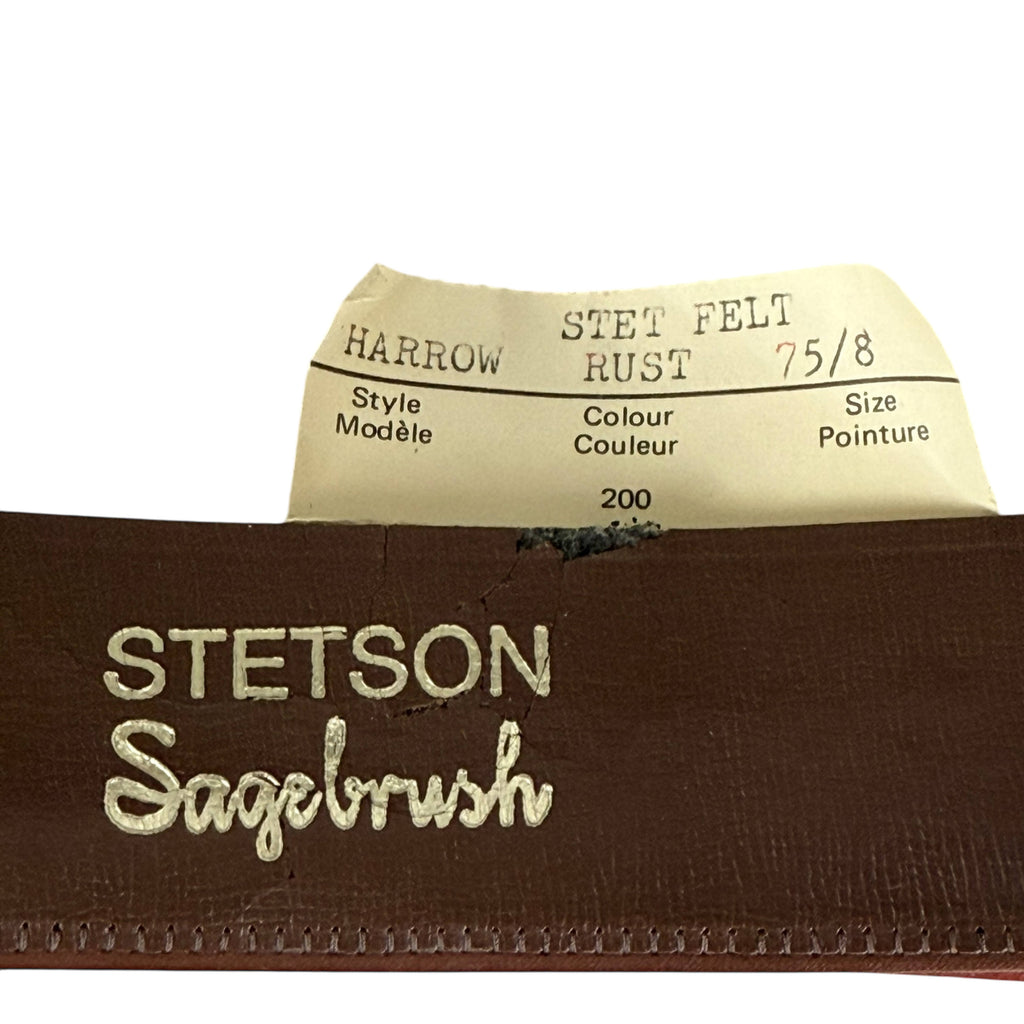 STET FELT
HARROW RUST 75/8
Style Colour Size
Modèle Couleur Pointure
200
STETSON
Sagebrush